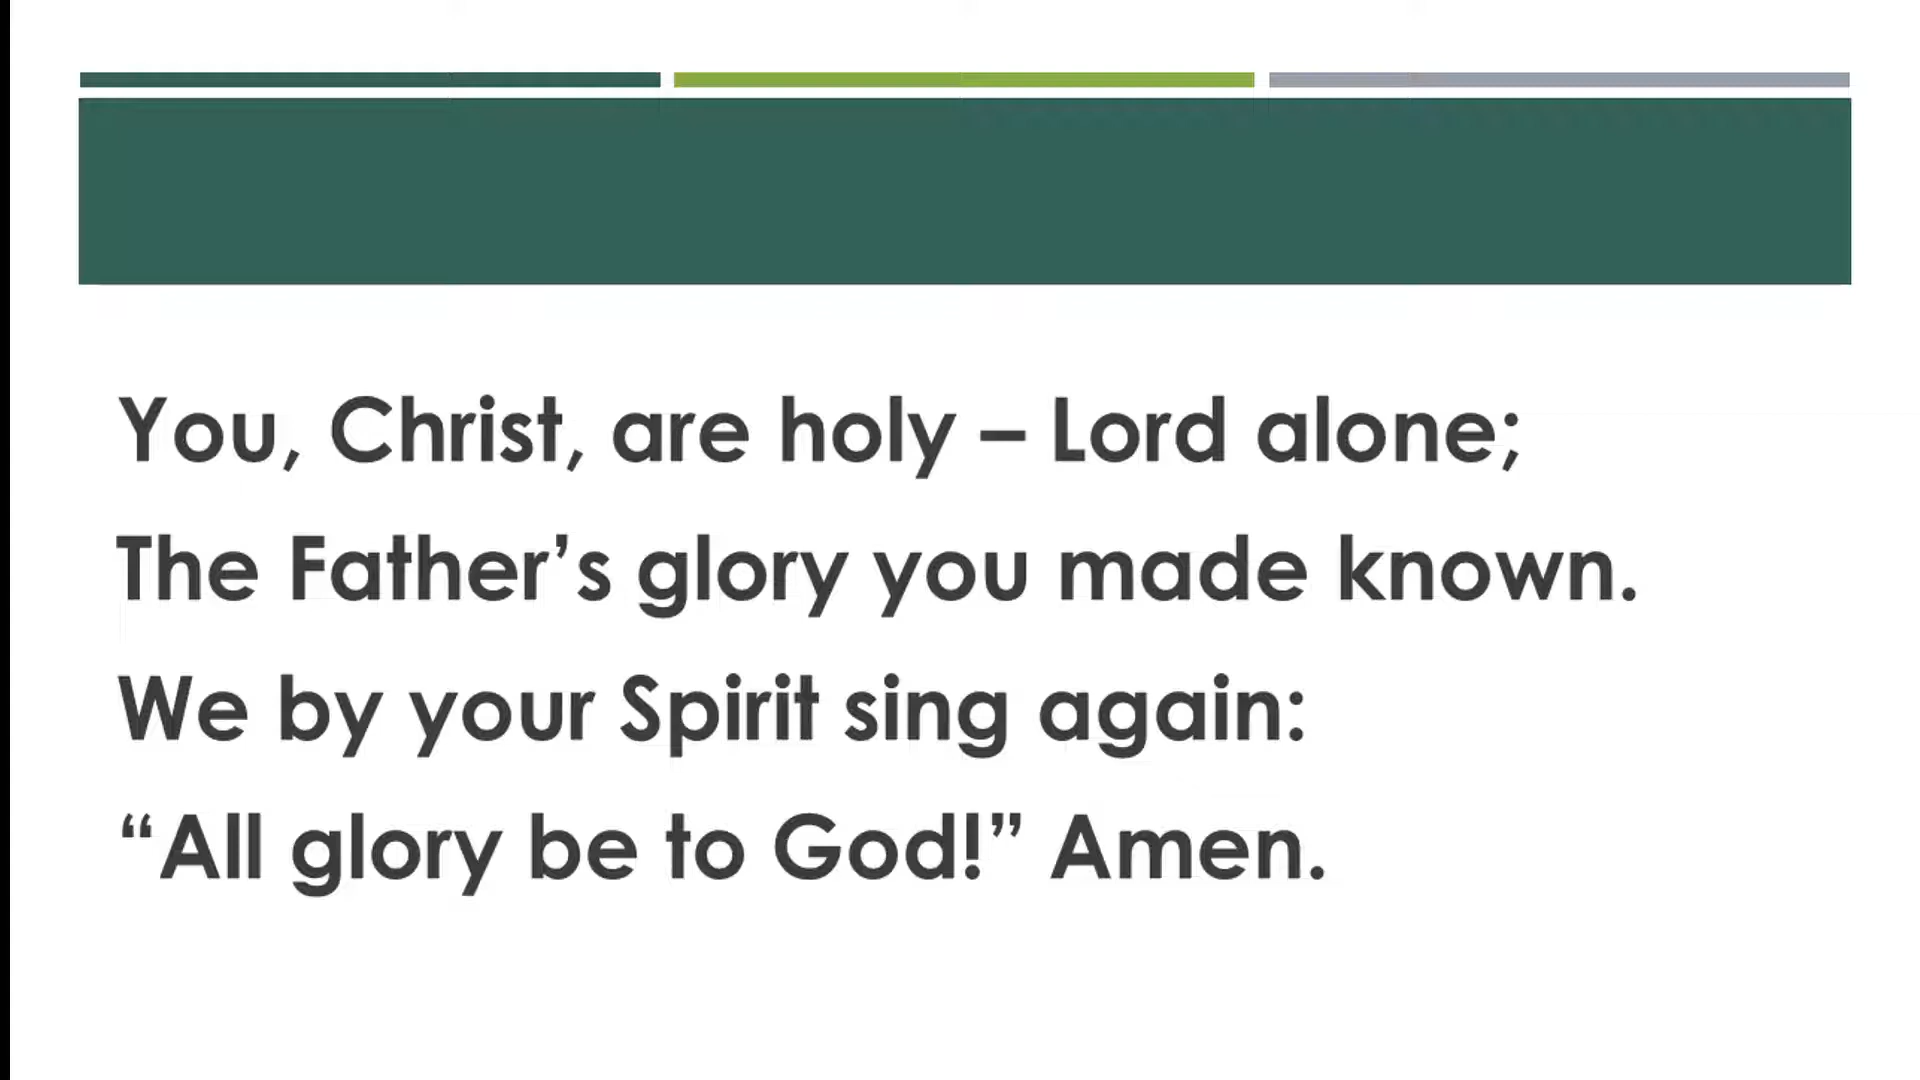 You, Christ, are holy – Lord alone;
The Father’s glory you made known.
We by your Spirit sing again:
“All glory be to God!” Amen.